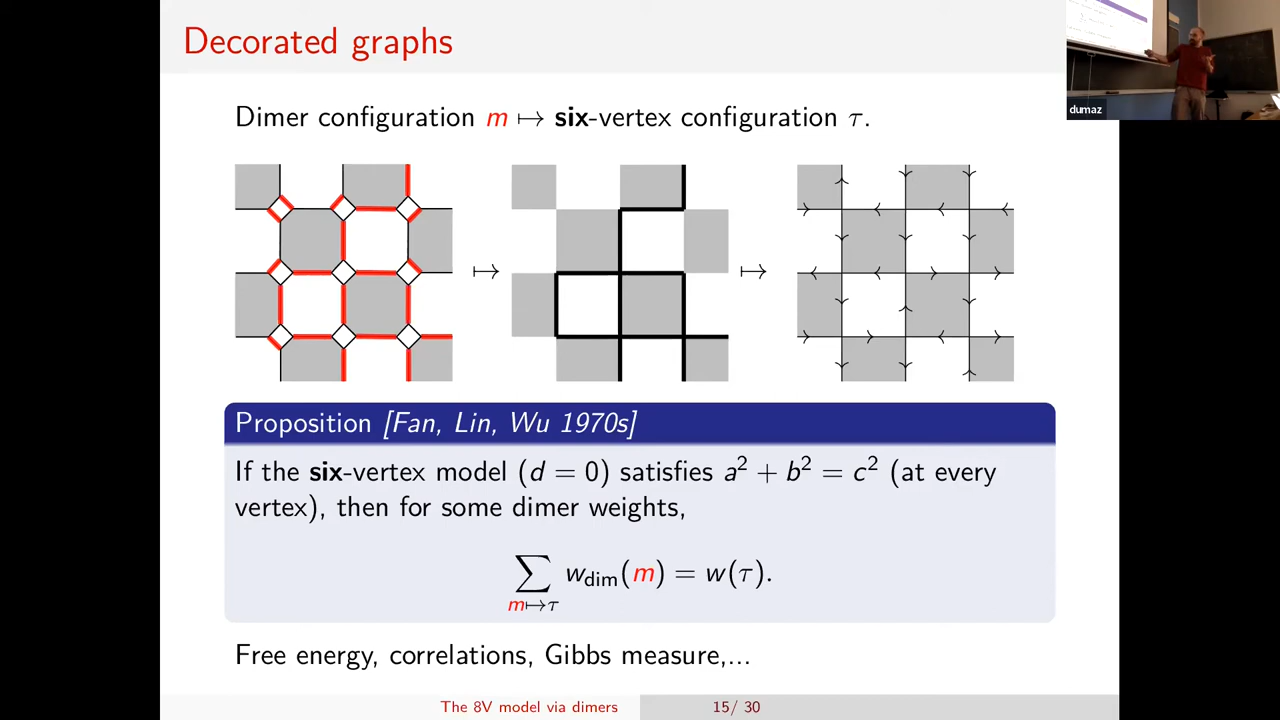 Decorated graphs
dumaz
Dimer configuration m ↦ six-vertex configuration τ.
↦ ↦
Proposition [Fan, Lin, Wu 1970s]
If the six-vertex model (d = 0) satisfies a² + b² = c² (at every
vertex), then for some dimer weights,
∑ w_dim(m) = w(τ).
m↦τ
Free energy, correlations, Gibbs measure,...
The 8V model via dimers 15/ 30